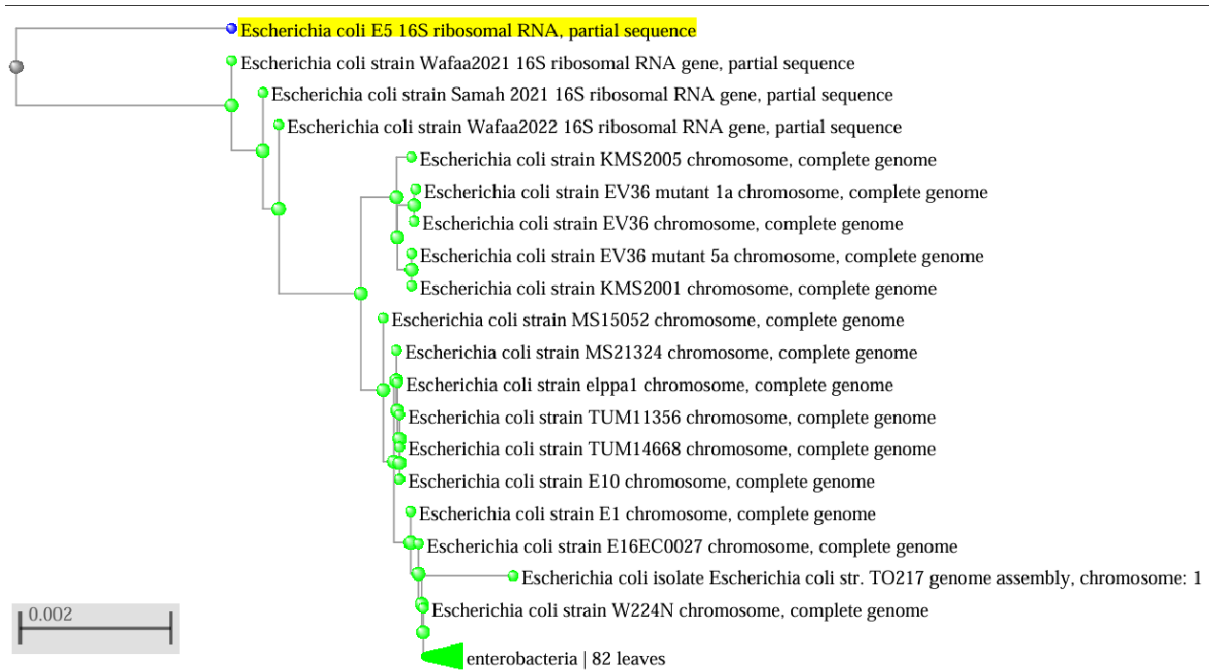 Escherichia coli E5 16S ribosomal RNA, partial sequence
Escherichia coli strain Wafaa2021 16S ribosomal RNA gene, partial sequence
Escherichia coli strain Samah 2021 16S ribosomal RNA gene, partial sequence
Escherichia coli strain Wafaa2022 16S ribosomal RNA gene, partial sequence
Escherichia coli strain KMS2005 chromosome, complete genome
Escherichia coli strain EV36 mutant 1a chromosome, complete genome
Escherichia coli strain EV36 chromosome, complete genome
Escherichia coli strain EV36 mutant 5a chromosome, complete genome
Escherichia coli strain KMS2001 chromosome, complete genome
Escherichia coli strain MS15052 chromosome, complete genome
Escherichia coli strain MS21324 chromosome, complete genome
Escherichia coli strain elppa1 chromosome, complete genome
Escherichia coli strain TUM11356 chromosome, complete genome
Escherichia coli strain TUM14668 chromosome, complete genome
Escherichia coli strain E10 chromosome, complete genome
Escherichia coli strain E1 chromosome, complete genome
Escherichia coli strain E16EC0027 chromosome, complete genome
Escherichia coli isolate Escherichia coli str. TO217 genome assembly, chromosome: 1
Escherichia coli strain W224N chromosome, complete genome
0.002
enterobacteria | 82 leaves